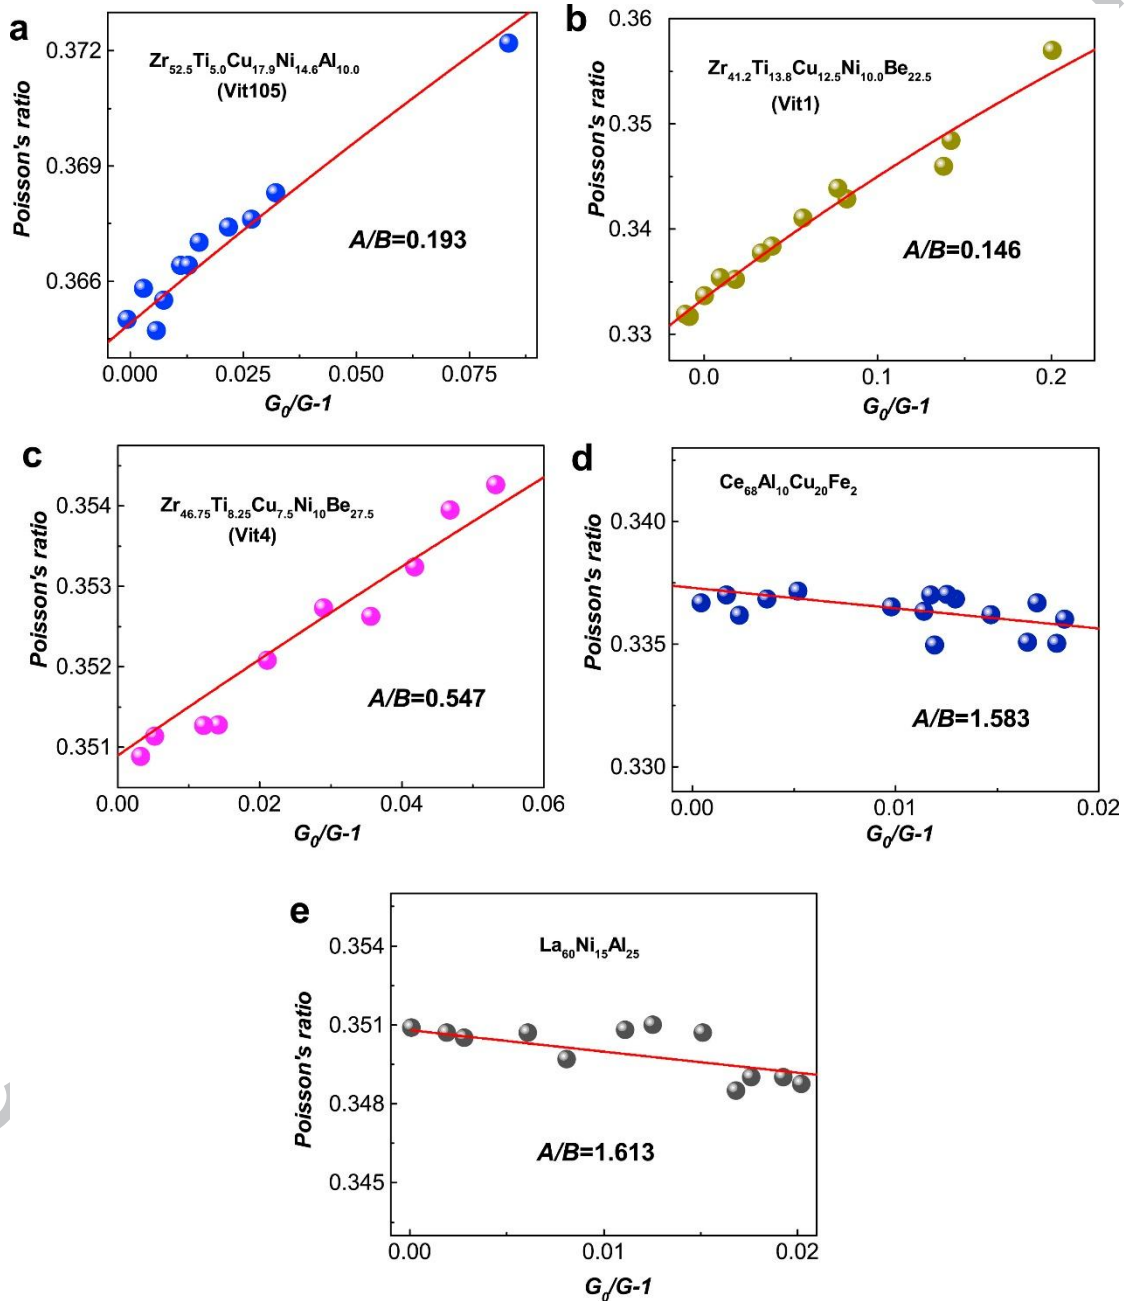 a
Zr52.5Ti5.0Cu17.9Ni14.6Al10.0
(Vit105)
A/B=0.193
Poisson's ratio
0.372
0.369
0.366
0.000 0.025 0.050 0.075
G0/G-1
b
Zr41.2Ti13.8Cu12.5Ni10.0Be22.5
(Vit1)
A/B=0.146
Poisson's ratio
0.36
0.35
0.34
0.33
0.0 0.1 0.2
G0/G-1
c
Zr46.75Ti8.25Cu7.5Ni10Be27.5
(Vit4)
A/B=0.547
Poisson's ratio
0.354
0.353
0.352
0.351
0.00 0.02 0.04 0.06
G0/G-1
d
Ce68Al10Cu20Fe2
A/B=1.583
Poisson's ratio
0.340
0.335
0.330
0.00 0.01 0.02
G0/G-1
e
La60Ni15Al25
A/B=1.613
Poisson's ratio
0.354
0.351
0.348
0.345
0.00 0.01 0.02
G0/G-1